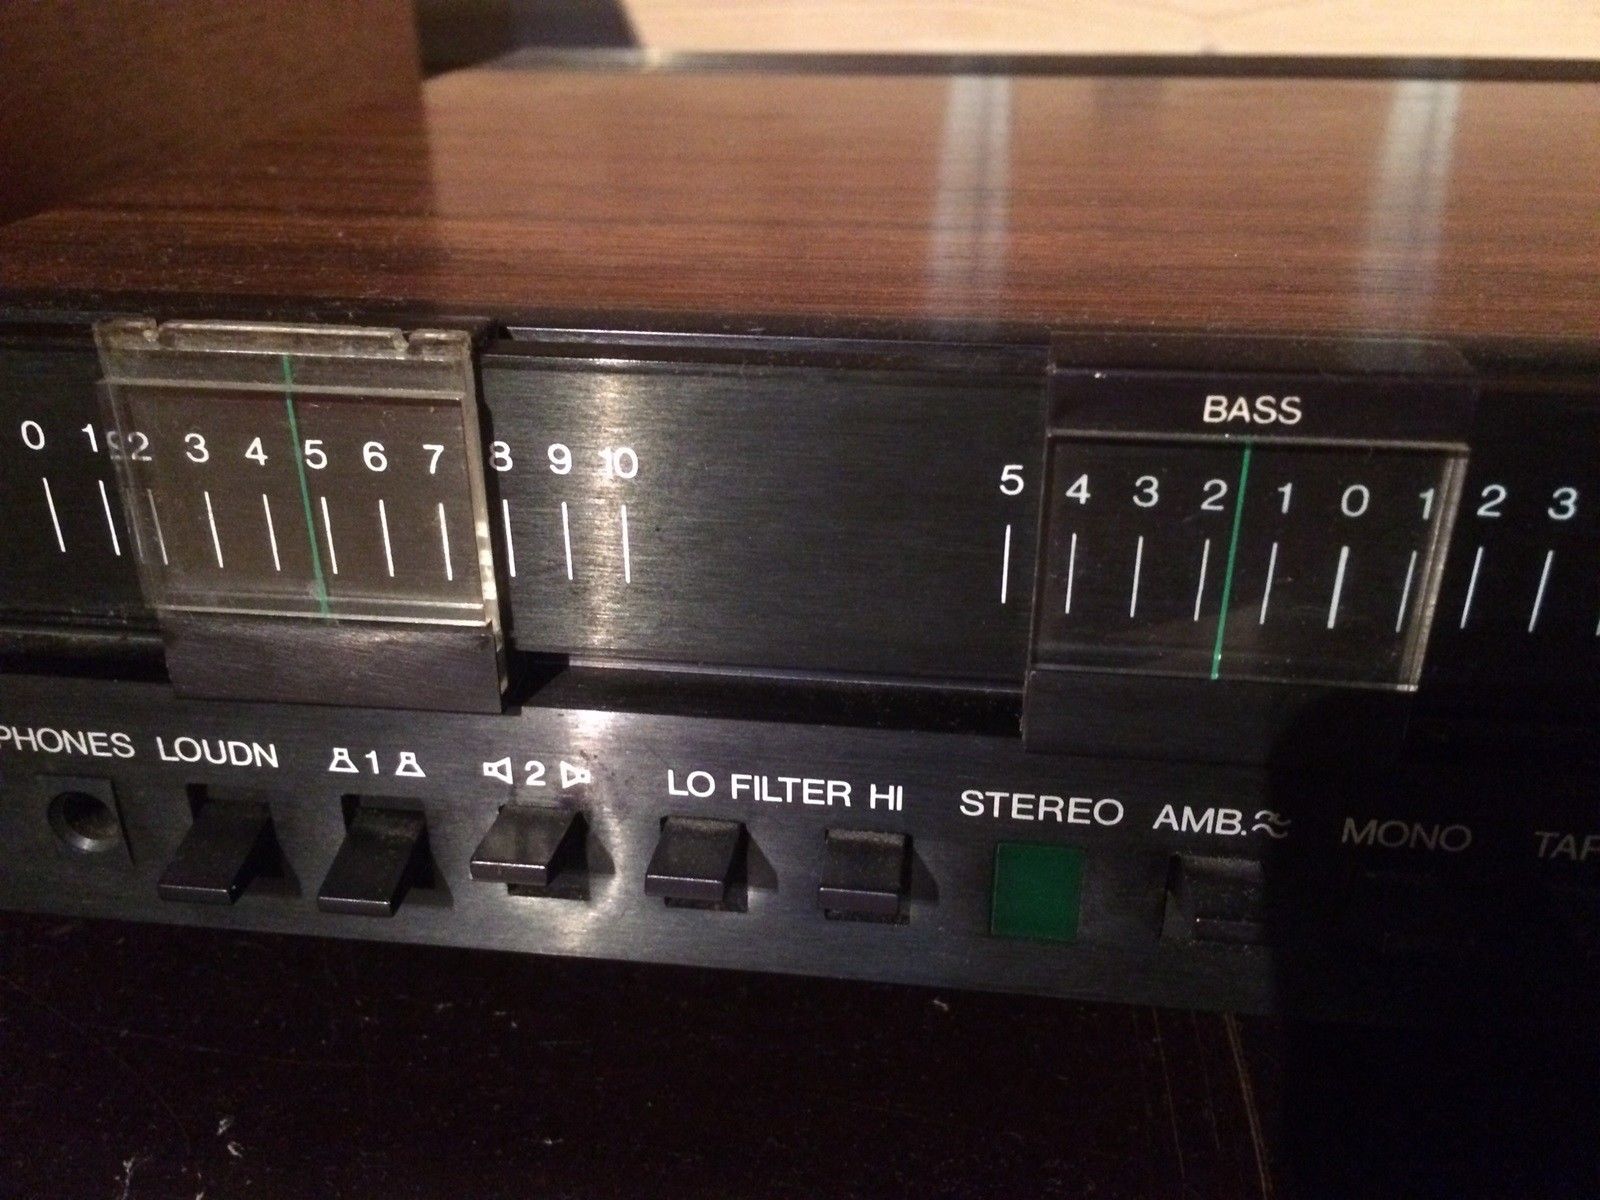 BASS
0 1 2 3 4 5 6 7 8 9 10
5 4 3 2 1 0 1 2 3
PHONES LOUDN 1 2 LO FILTER HI STEREO AMB. MONO TAP